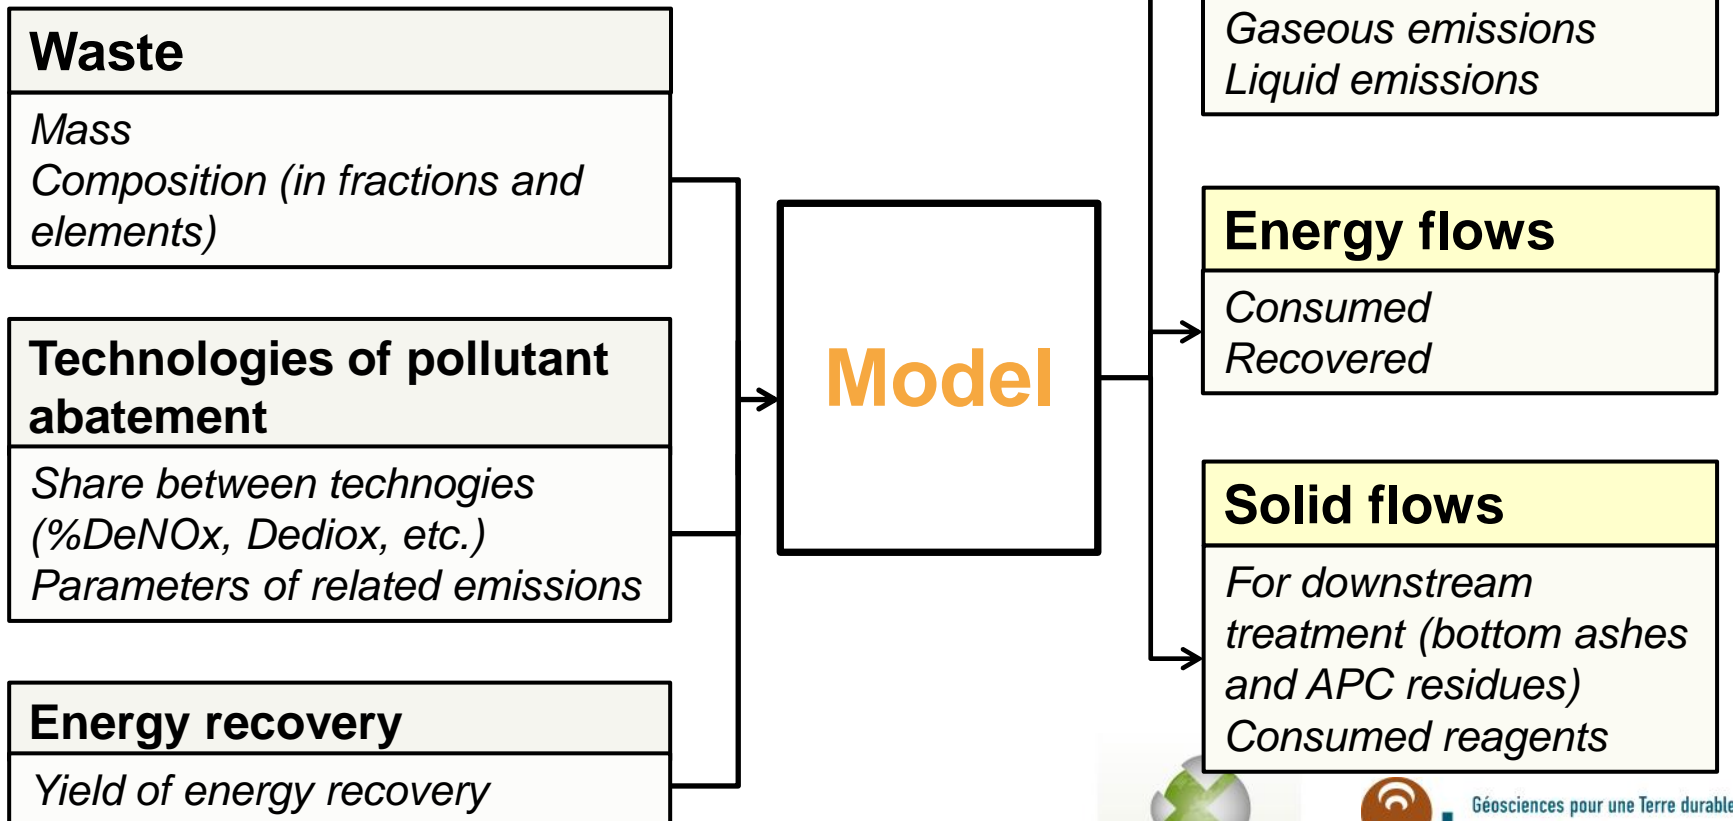 Waste
Mass
Composition (in fractions and
elements)
Technologies of pollutant
abatement
Share between technogies
(%DeNOx, Dediox, etc.)
Parameters of related emissions
Energy recovery
Yield of energy recovery
Model
Gaseous emissions
Liquid emissions
Energy flows
Consumed
Recovered
Solid flows
For downstream
treatment (bottom ashes
and APC residues)
Consumed reagents
Géosciences pour une Terre durable